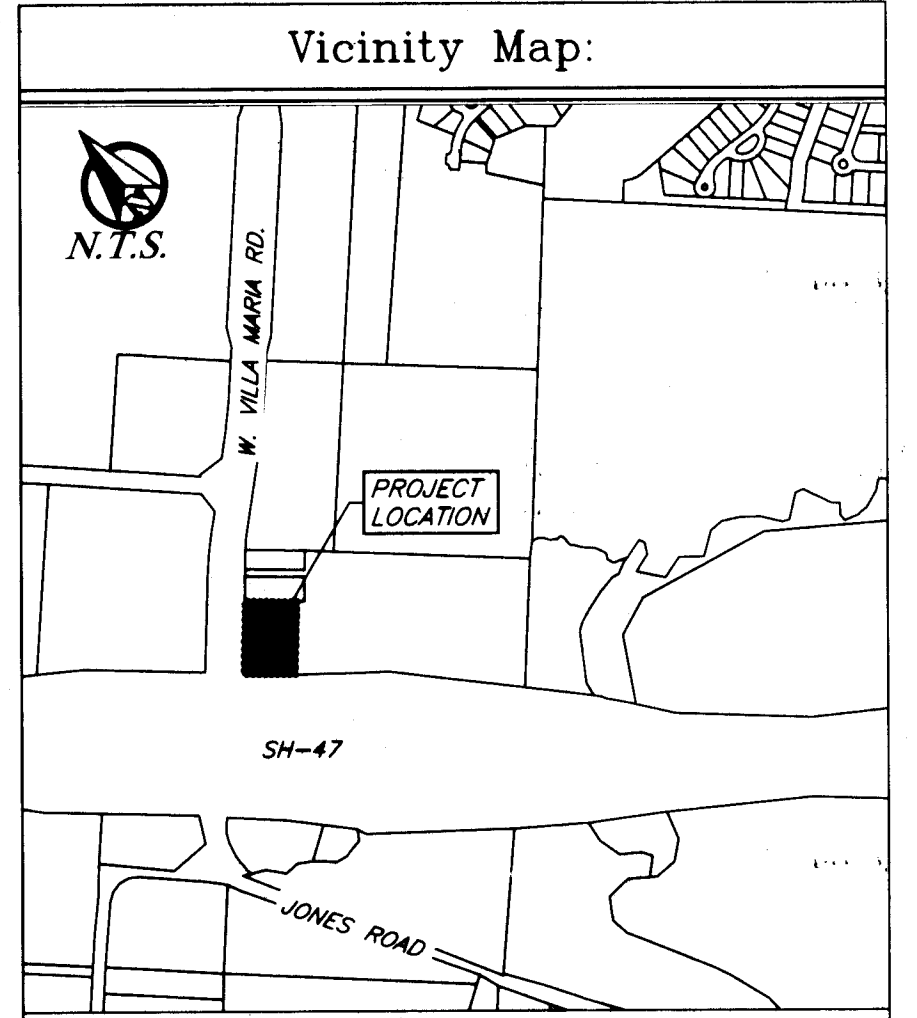 Vicinity Map:
N.T.S.
W. VILLA MARIA RD.
PROJECT
LOCATION
SH-47
JONES ROAD